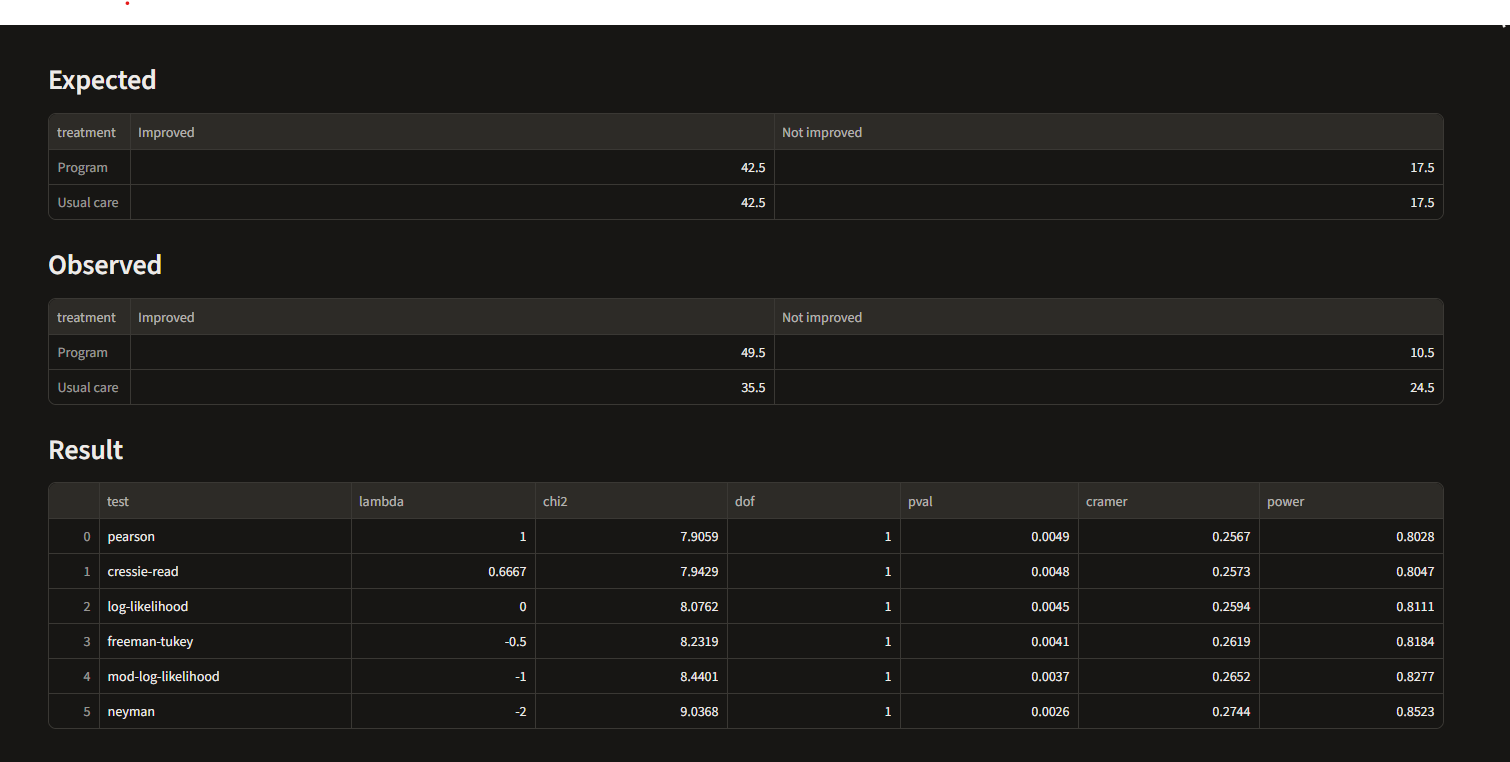 Expected
treatment Improved Not improved
Program 42.5 17.5
Usual care 42.5 17.5
Observed
treatment Improved Not improved
Program 49.5 10.5
Usual care 35.5 24.5
Result
test lambda chi2 dof pval cramer power
0 pearson 1 7.9059 1 0.0049 0.2567 0.8028
1 cressie-read 0.6667 7.9429 1 0.0048 0.2573 0.8047
2 log-likelihood 0 8.0762 1 0.0045 0.2594 0.8111
3 freeman-tukey -0.5 8.2319 1 0.0041 0.2619 0.8184
4 mod-log-likelihood -1 8.4401 1 0.0037 0.2652 0.8277
5 neyman -2 9.0368 1 0.0026 0.2744 0.8523